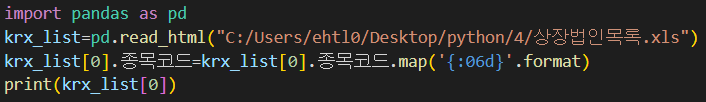 import pandas as pd
krx_list=pd.read_html("C:/Users/ehtl0/Desktop/python/4/상장법인목록.xls")
krx_list[0].종목코드=krx_list[0].종목코드.map('{:06d}'.format)
print(krx_list[0])